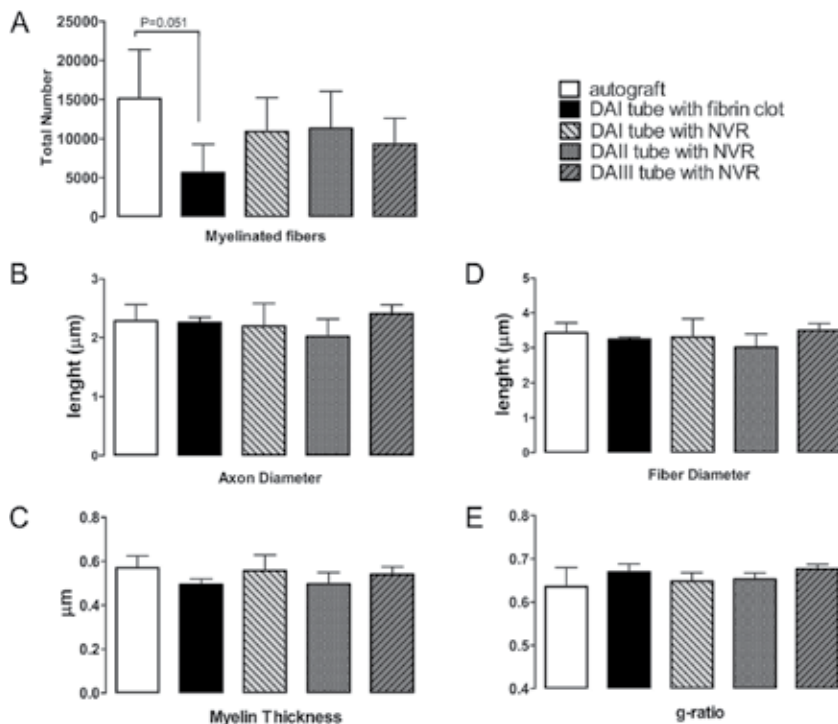 A
P=0.051
25000
20000
15000
10000
5000
0
Total Number
Myelinated fibers
autograft
DAI tube with fibrin clot
DAI tube with NVR
DAII tube with NVR
DAIII tube with NVR
B
3
2
1
0
lenght (μm)
Axon Diameter
D
5
4
3
2
1
0
lenght (μm)
Fiber Diameter
C
0.8
0.6
0.4
0.2
0.0
μm
Myelin Thickness
E
0.8
0.7
0.6
0.5
0.4
g-ratio